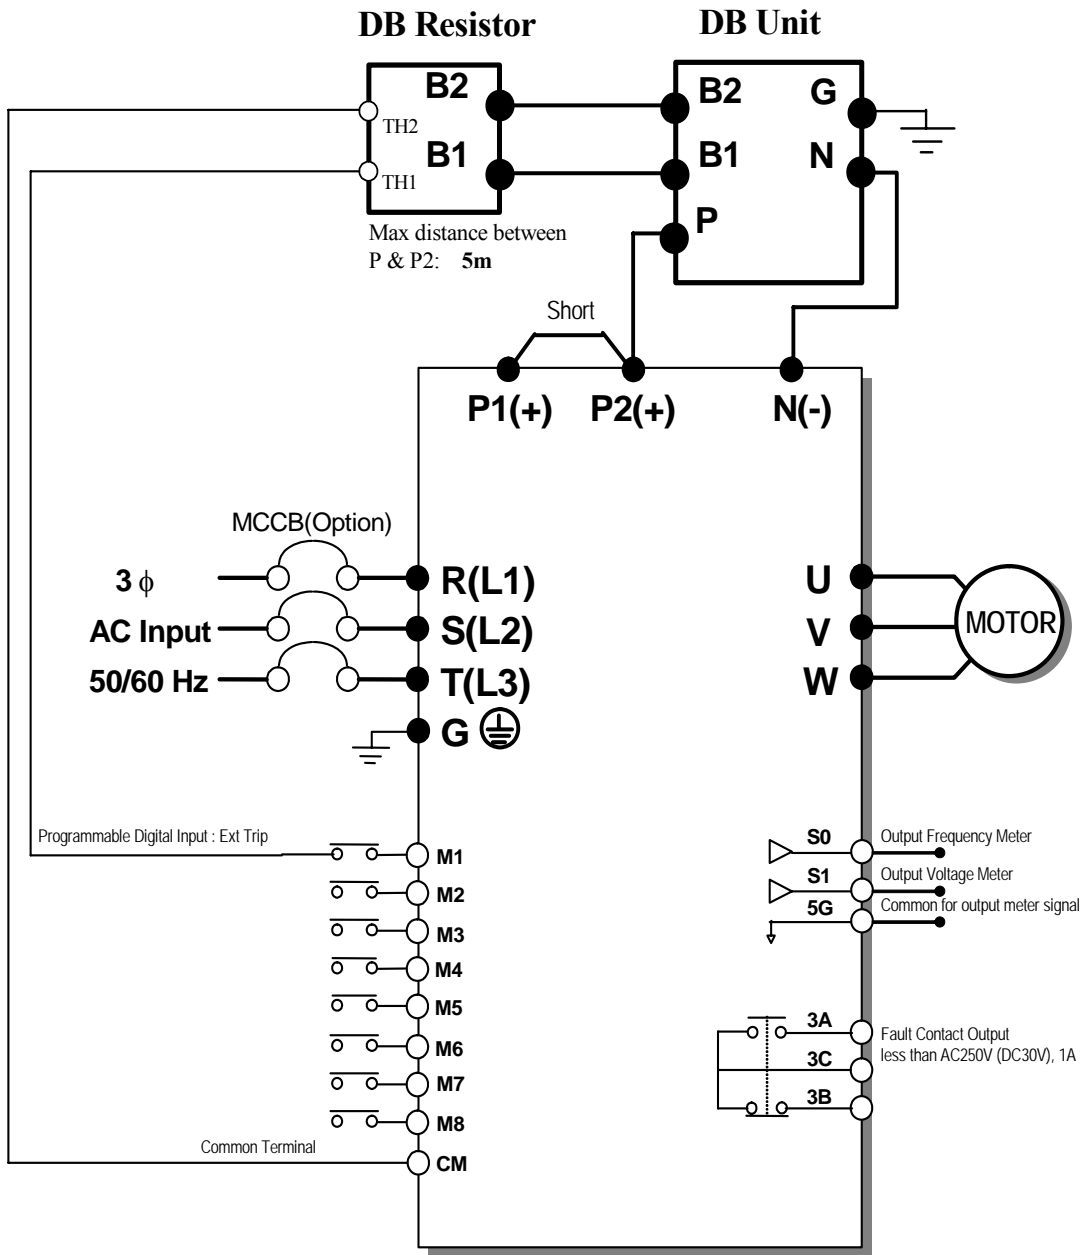 DB Resistor
DB Unit
B2
TH2
B1
TH1
B2
G
B1
N
P
Max distance between
P & P2: 5m
Short
P1(+)
P2(+)
N(-)
MCCB(Option)
3 ϕ
R(L1)
AC Input
S(L2)
50/60 Hz
T(L3)
G
U
V
W
MOTOR
Programmable Digital Input : Ext Trip
M1
M2
M3
M4
M5
M6
M7
M8
Common Terminal
CM
S0
Output Frequency Meter
S1
Output Voltage Meter
5G
Common for output meter signal
3A
Fault Contact Output
less than AC250V (DC30V), 1A
3C
3B